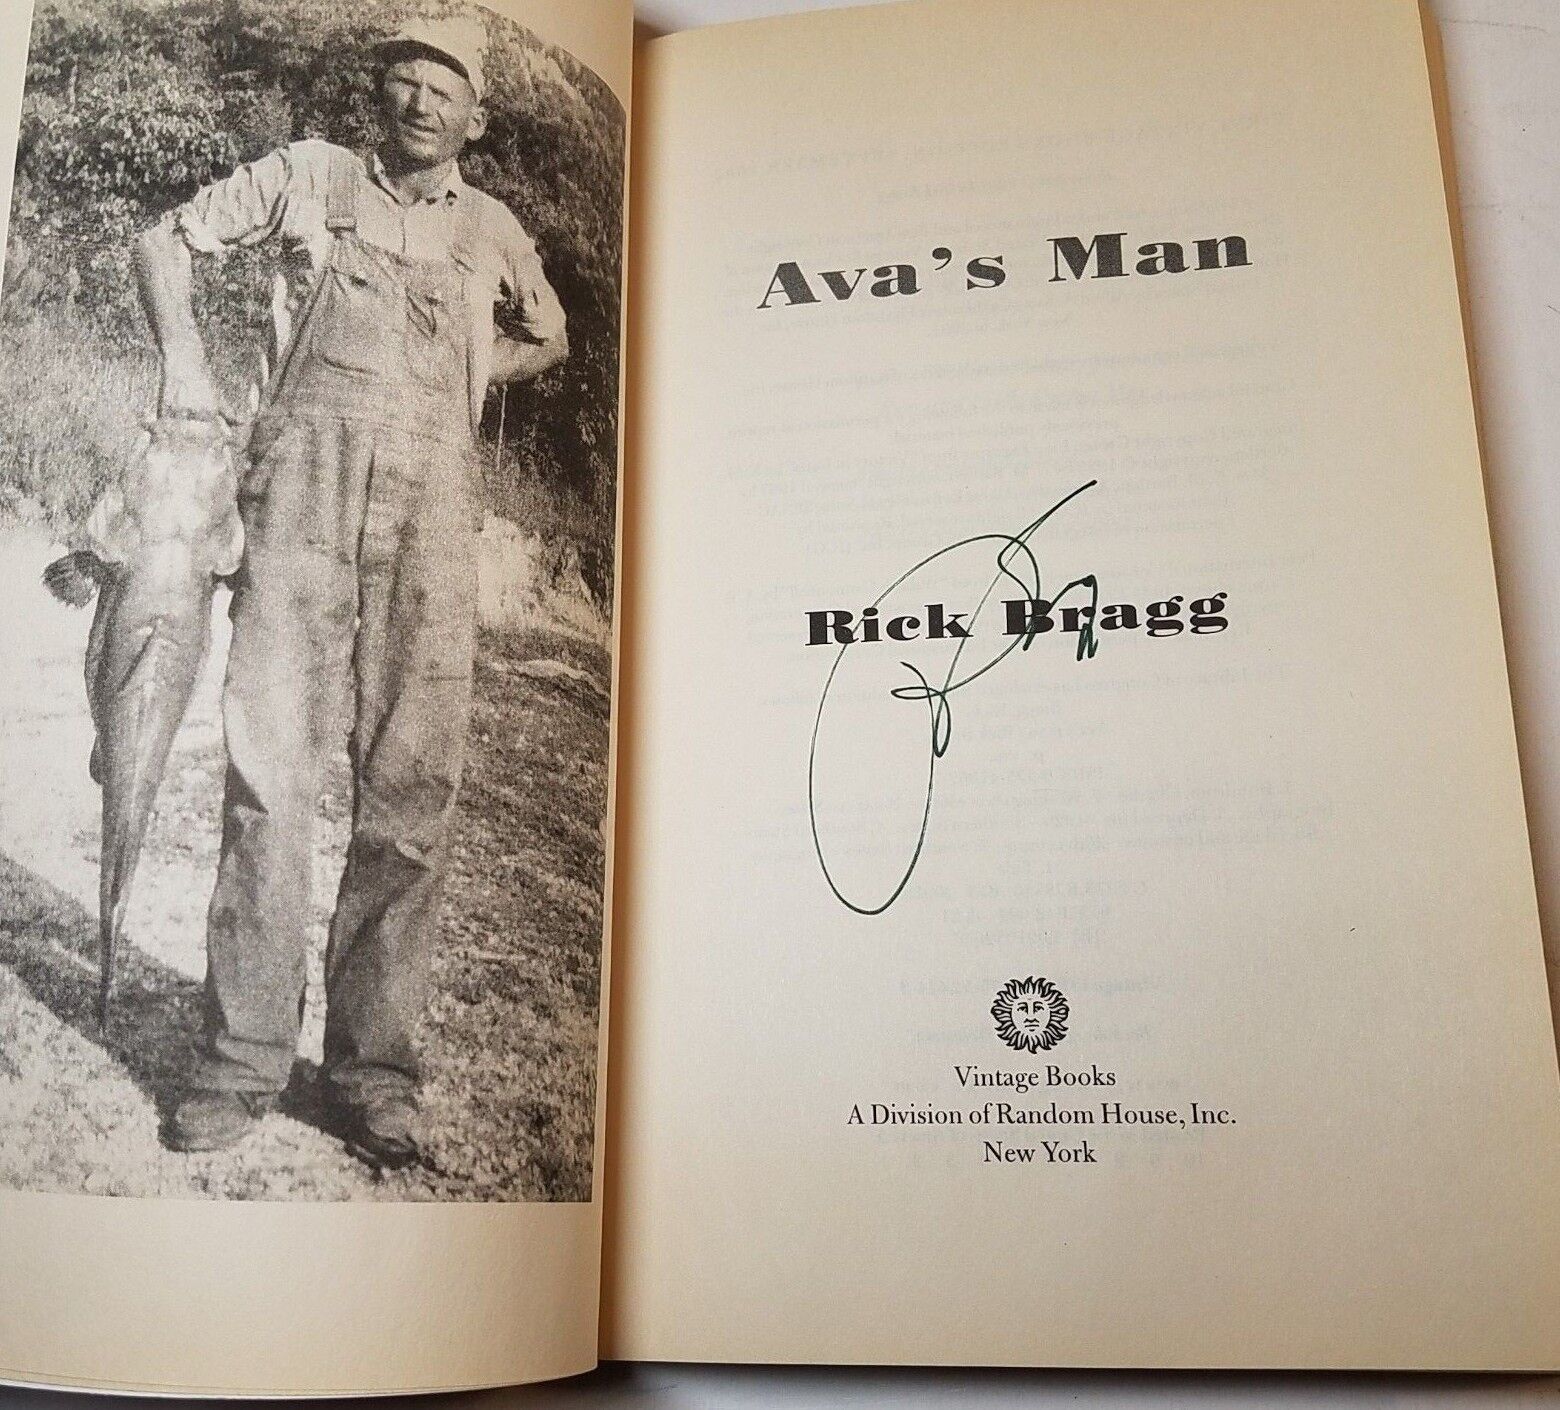 Ava's Man
Rick Bragg
Vintage Books
A Division of Random House, Inc.
New York